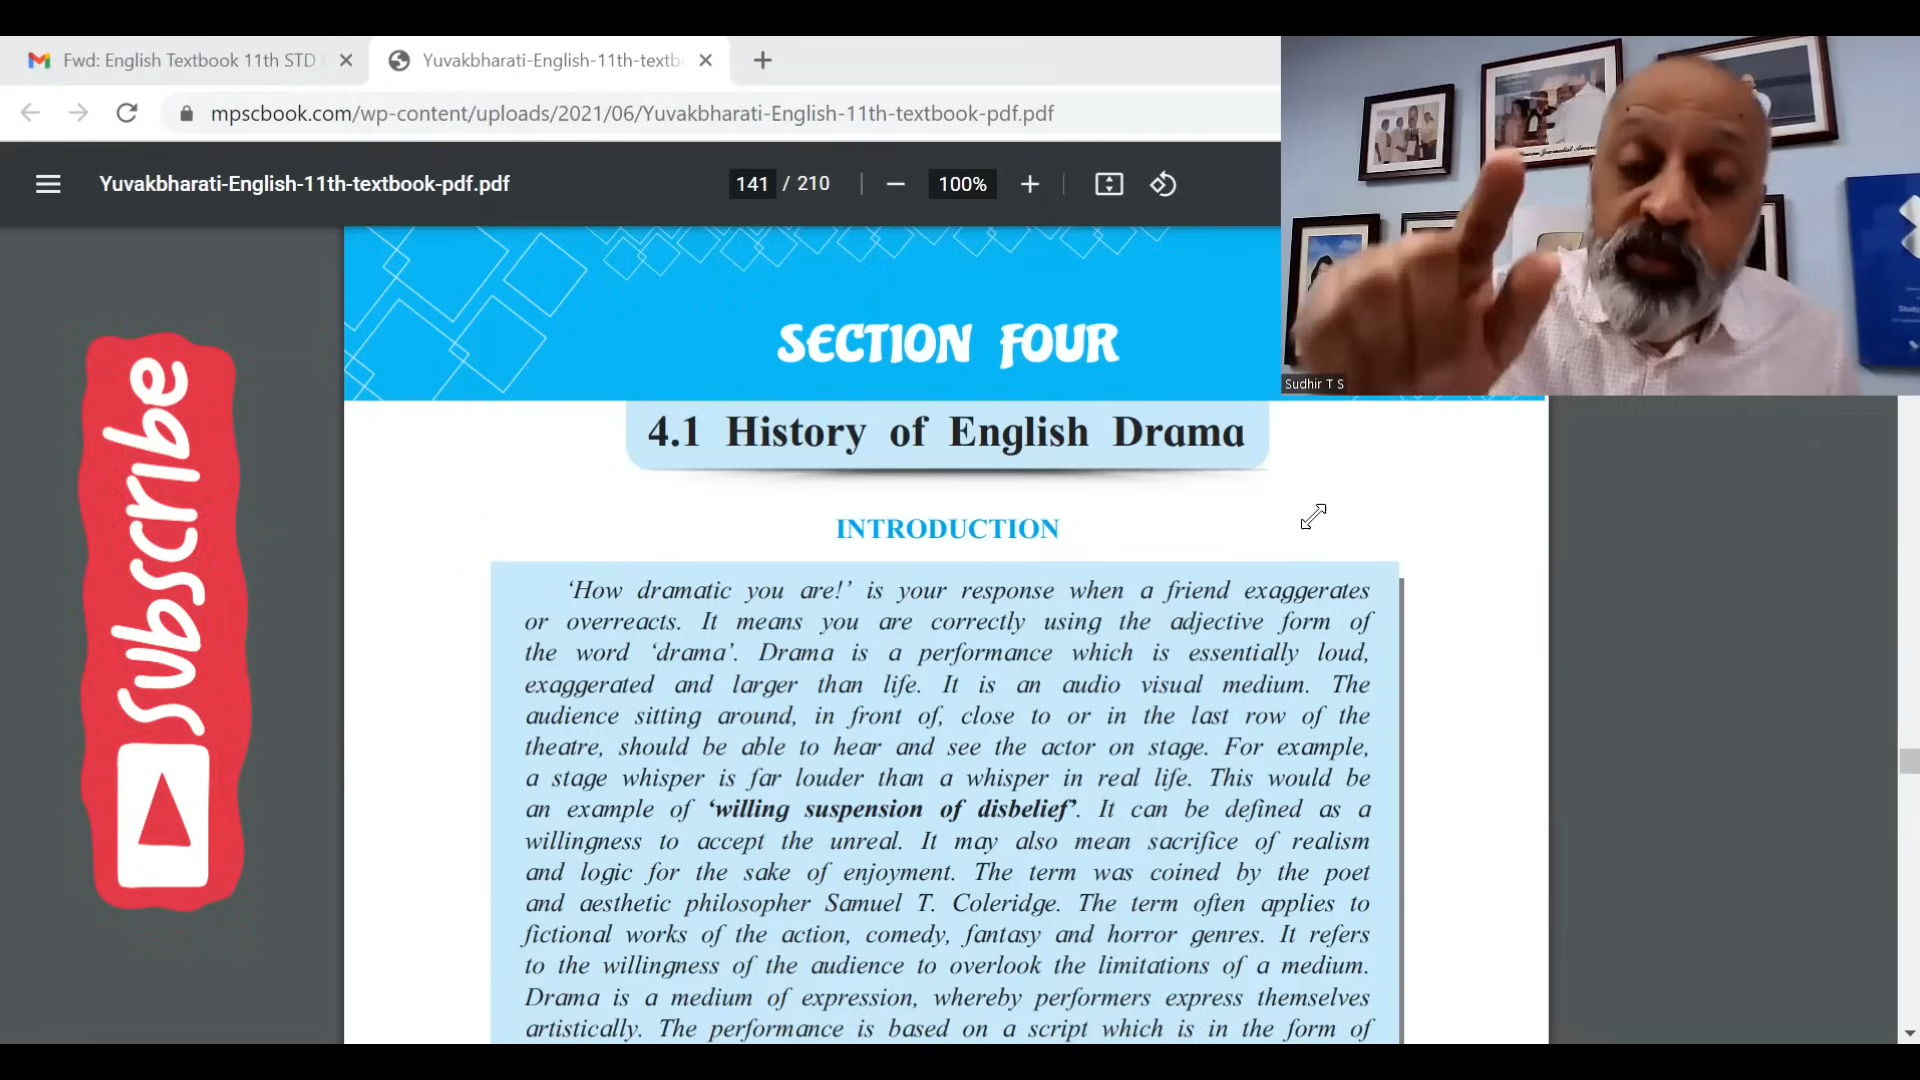 Fwd: English Textbook 11th STD
Yuvakbharati-English-11th-textb
mpscbook.com/wp-content/uploads/2021/06/Yuvakbharati-English-11th-textbook-pdf.pdf
Yuvakbharati-English-11th-textbook-pdf.pdf
141 / 210
100%
Sudhir T S
Subscribe
SECTION FOUR
4.1 History of English Drama
INTRODUCTION
‘How dramatic you are!’ is your response when a friend exaggerates
or overreacts. It means you are correctly using the adjective form of
the word ‘drama’. Drama is a performance which is essentially loud,
exaggerated and larger than life. It is an audio visual medium. The
audience sitting around, in front of, close to or in the last row of the
theatre, should be able to hear and see the actor on stage. For example,
a stage whisper is far louder than a whisper in real life. This would be
an example of ‘willing suspension of disbelief’. It can be defined as a
willingness to accept the unreal. It may also mean sacrifice of realism
and logic for the sake of enjoyment. The term was coined by the poet
and aesthetic philosopher Samuel T. Coleridge. The term often applies to
fictional works of the action, comedy, fantasy and horror genres. It refers
to the willingness of the audience to overlook the limitations of a medium.
Drama is a medium of expression, whereby performers express themselves
artistically. The performance is based on a script which is in the form of